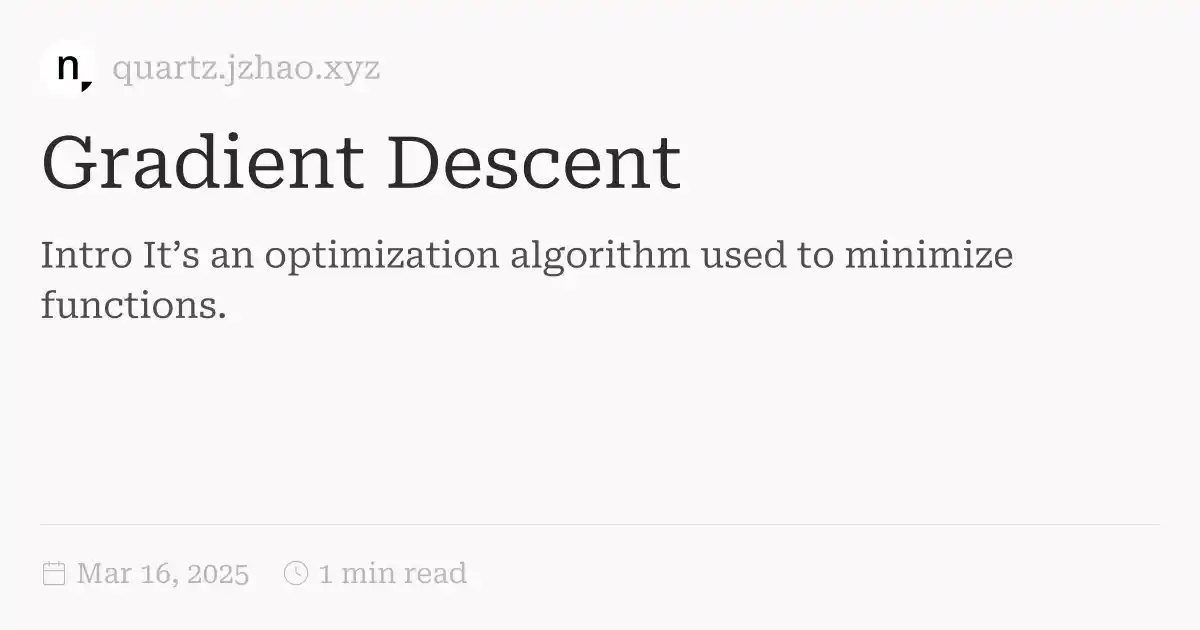 n
quartz.jzhao.xyz
Gradient Descent
Intro It’s an optimization algorithm used to minimize
functions.
Mar 16, 2025 1 min read